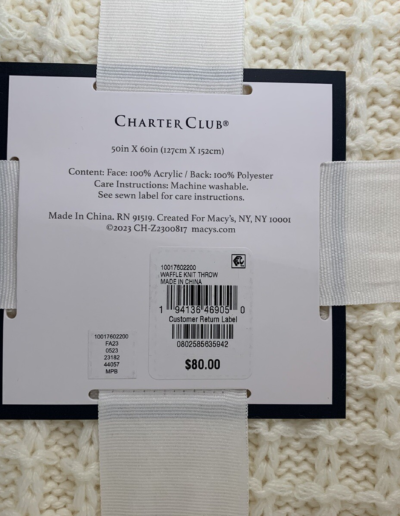 CHARTER CLUB®
50in X 60in (127cm X 152cm)
Content: Face: 100% Acrylic / Back: 100% Polyester
Care Instructions: Machine washable.
See sewn label for care instructions.
Made In China. RN 91519. Created For Macy's, NY, NY 10001
©2023 CH-Z2300817 macys.com
10017602200
WAFFLE KNIT THROW
MADE IN CHINA
1 94136 46905 0
Customer Return Label
0802585635942
$80.00
10017602200
FA23
0523
23182
44057
MPB